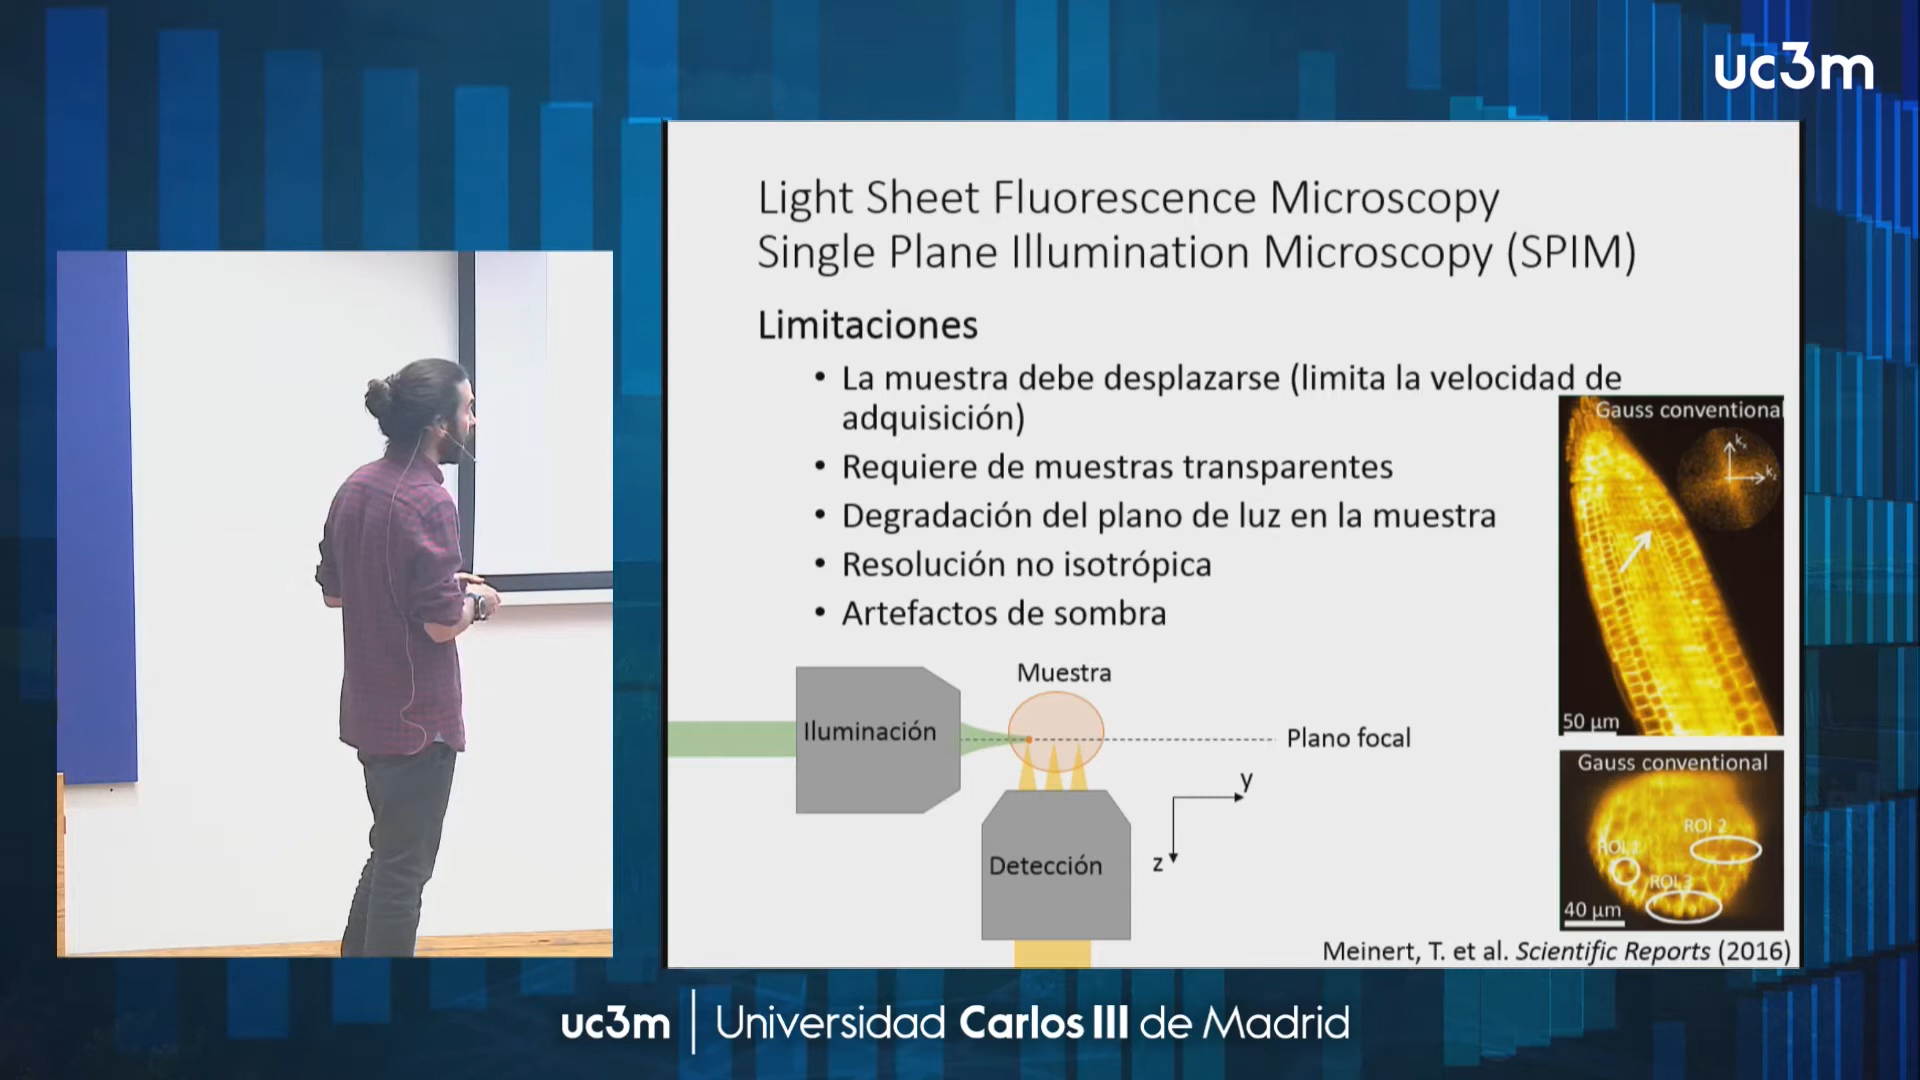 uc3m
Light Sheet Fluorescence Microscopy
Single Plane Illumination Microscopy (SPIM)
Limitaciones
• La muestra debe desplazarse (limita la velocidad de
adquisición)
• Requiere de muestras transparentes
• Degradación del plano de luz en la muestra
• Resolución no isotrópica
• Artefactos de sombra
Gauss conventional
kx
50 µm
Muestra
Iluminación
Plano focal
y
z
Detección
Gauss conventional
ROI 2
ROI 1
ROI 3
40 µm
Meinert, T. et al. Scientific Reports (2016)
uc3m | Universidad Carlos III de Madrid